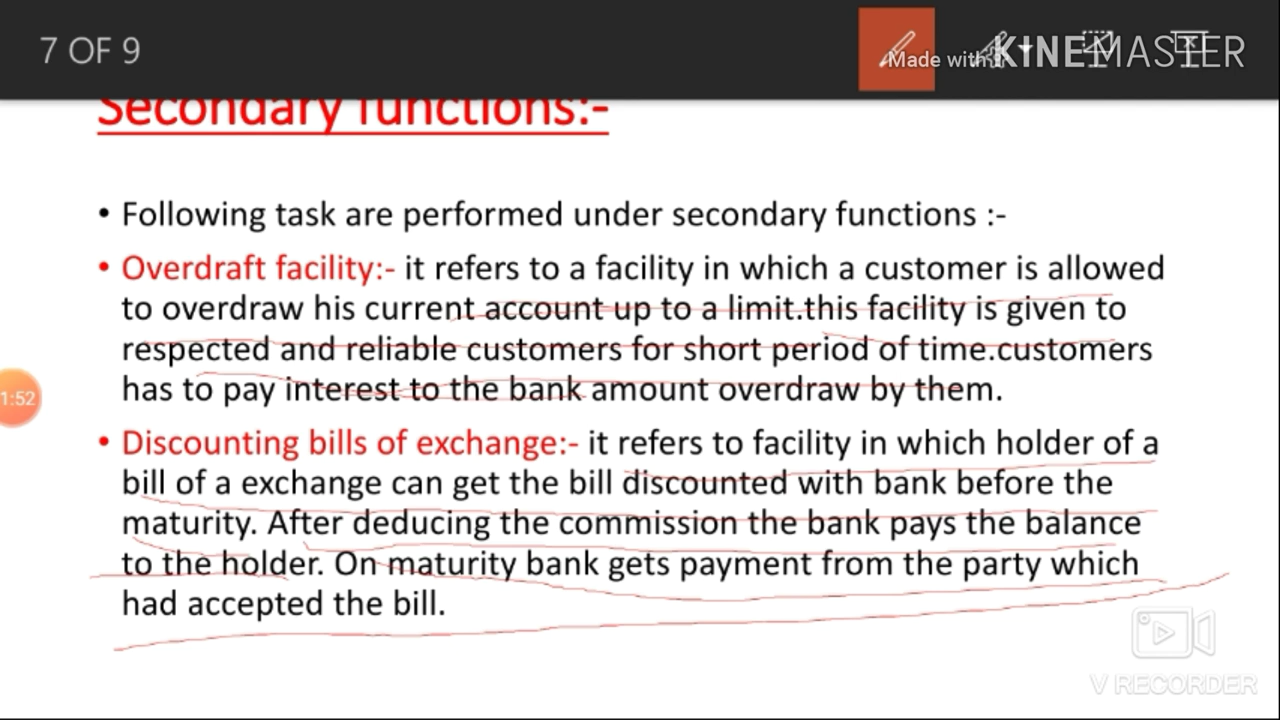 7 OF 9
Made with KINEMASTER
Secondary functions:-
• Following task are performed under secondary functions :-
• Overdraft facility:- it refers to a facility in which a customer is allowed
to overdraw his current account up to a limit.this facility is given to
respected and reliable customers for short period of time.customers
has to pay interest to the bank amount overdraw by them.
1:52
• Discounting bills of exchange:- it refers to facility in which holder of a
bill of a exchange can get the bill discounted with bank before the
maturity. After deducing the commission the bank pays the balance
to the holder. On maturity bank gets payment from the party which
had accepted the bill.
V RECORDER